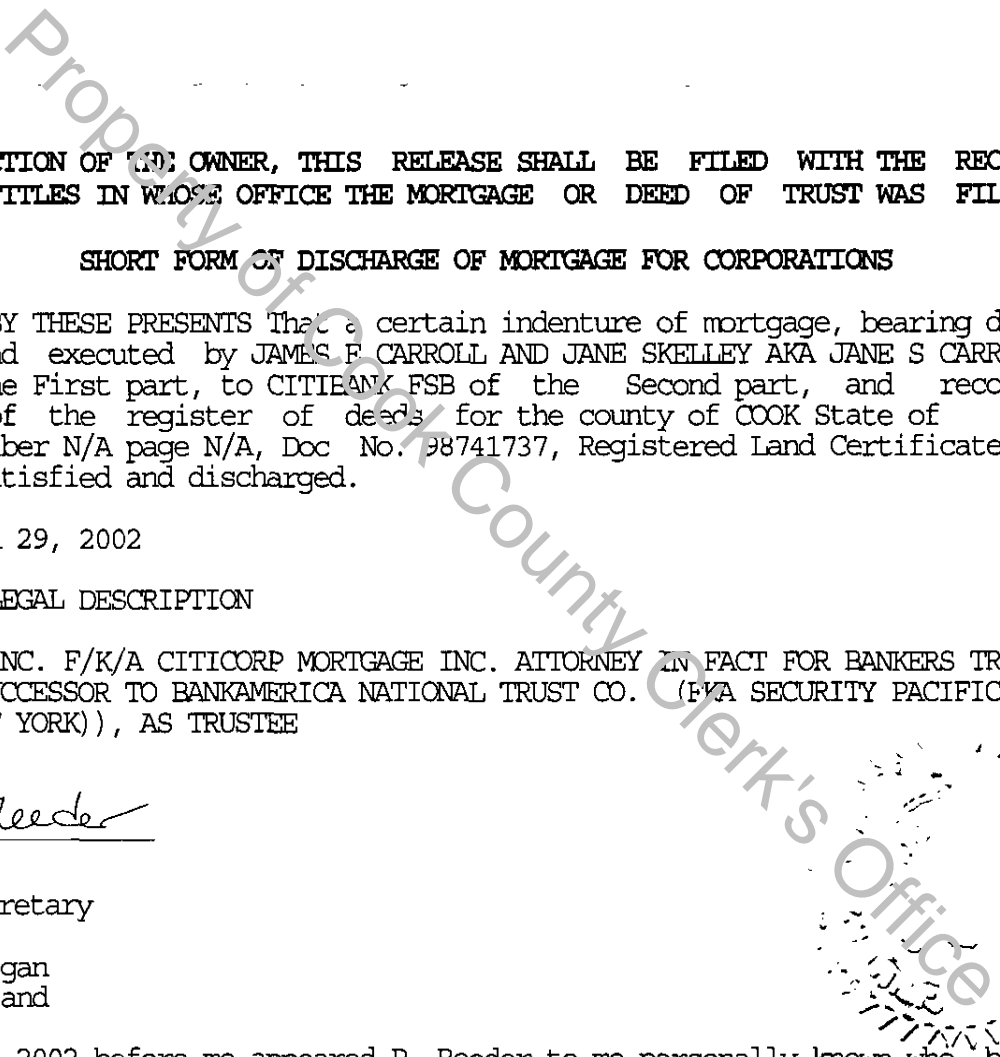 TION OF THE OWNER, THIS RELEASE SHALL BE FILED WITH THE REC
TITLES IN WHOSE OFFICE THE MORTGAGE OR DEED OF TRUST WAS FIL
SHORT FORM OF DISCHARGE OF MORTGAGE FOR CORPORATIONS
BY THESE PRESENTS That a certain indenture of mortgage, bearing d
d executed by JAMES F CARROLL AND JANE SKELLEY AKA JANE S CARR
e First part, to CITIBANK FSB of the Second part, and reco
of the register of deeds for the county of COOK State of
ber N/A page N/A, Doc No. 98741737, Registered Land Certificate
tisfied and discharged.
29, 2002
EGAL DESCRIPTION
NC. F/K/A CITICORP MORTGAGE INC. ATTORNEY IN FACT FOR BANKERS TR
CCESSOR TO BANKAMERICA NATIONAL TRUST CO. (FKA SECURITY PACIFIC
YORK)), AS TRUSTEE
Reeder
retary
gan
and
2002 before me appeared R. Reeder to me personally known who, b
Property of Cook County Clerk's Office